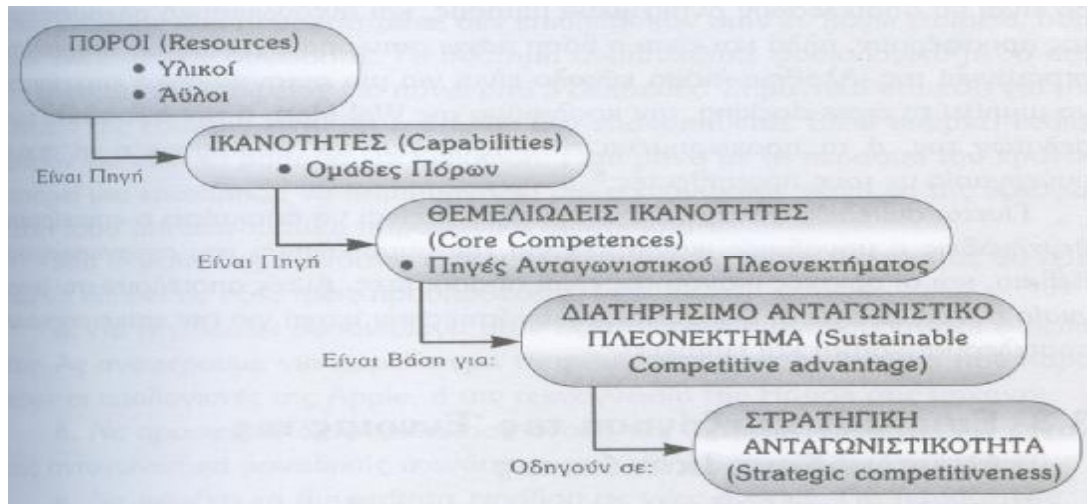 ΠΟΡΟΙ (Resources)
• Υλικοί
• Άϋλοι
Είναι Πηγή
ΙΚΑΝΟΤΗΤΕΣ (Capabilities)
• Ομάδες Πόρων
Είναι Πηγή
ΘΕΜΕΛΙΩΔΕΙΣ ΙΚΑΝΟΤΗΤΕΣ
(Core Competences)
• Πηγές Ανταγωνιστικού Πλεονεκτήματος
Είναι Βάση για:
ΔΙΑΤΗΡΗΣΙΜΟ ΑΝΤΑΓΩΝΙΣΤΙΚΟ
ΠΛΕΟΝΕΚΤΗΜΑ (Sustainable
Competitive advantage)
Οδηγούν σε:
ΣΤΡΑΤΗΓΙΚΗ
ΑΝΤΑΓΩΝΙΣΤΙΚΟΤΗΤΑ
(Strategic competitiveness)